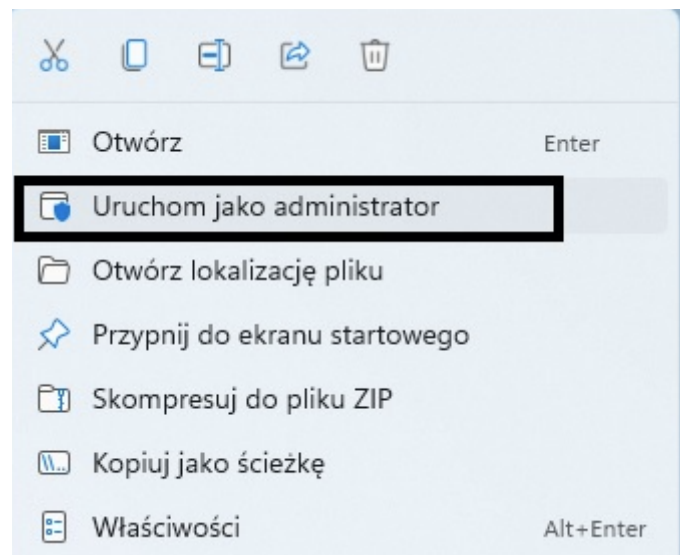 Otwórz Enter
Uruchom jako administrator
Otwórz lokalizację pliku
Przypnij do ekranu startowego
Skompresuj do pliku ZIP
Kopiuj jako ścieżkę
Właściwości Alt+Enter